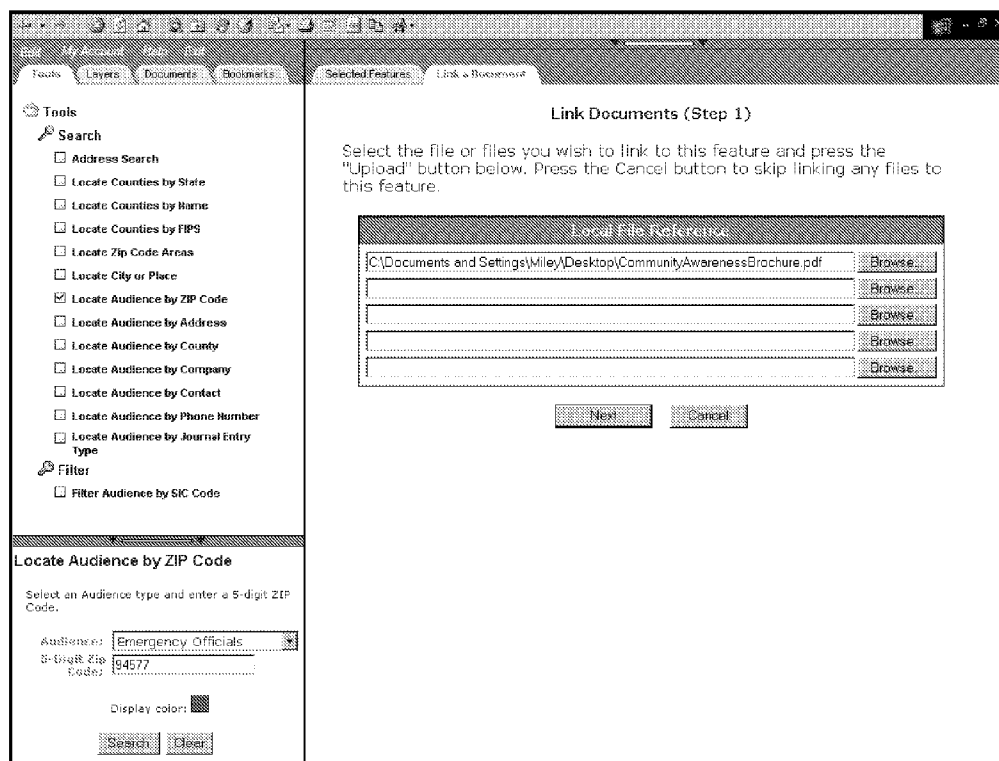 Edit My Account Help Exit
Tools Layers Documents Bookmarks
Tools
Search
Address Search
Locate Counties by State
Locate Counties by Name
Locate Counties by FIPS
Locate Zip Code Areas
Locate City or Place
Locate Audience by ZIP Code
Locate Audience by Address
Locate Audience by County
Locate Audience by Company
Locate Audience by Contact
Locate Audience by Phone Number
Locate Audience by Journal Entry
Type
Filter
Filter Audience by SIC Code
Locate Audience by ZIP Code
Select an Audience type and enter a 5-digit ZIP
Code.
Audience: Emergency Officials
5-Digit Zip
Code: 94577
Display color:
Search Clear
Selected Features Link a Document
Link Documents (Step 1)
Select the file or files you wish to link to this feature and press the
"Upload" button below. Press the Cancel button to skip linking any files to
this feature.
Local File Reference
C:\Documents and Settings\Miley\Desktop\CommunityAwarenessBrochure.pdf Browse...
Browse...
Browse...
Browse...
Browse...
Next Cancel